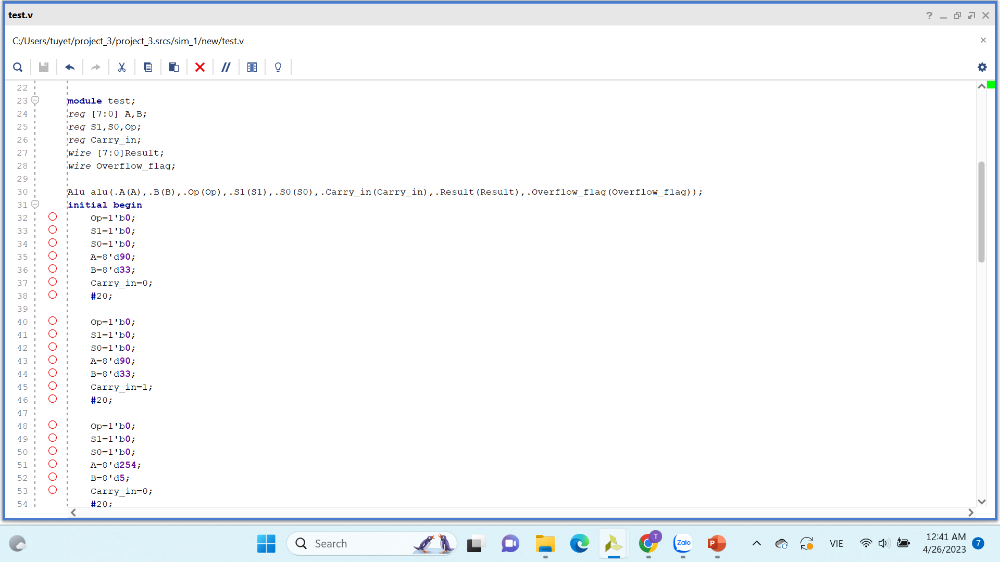 test.v
C:/Users/tuyet/project_3/project_3.srcs/sim_1/new/test.v
22
23 module test;
24 reg [7:0] A,B;
25 reg S1,S0,Op;
26 reg Carry_in;
27 wire [7:0]Result;
28 wire Overflow_flag;
29
30 Alu alu(.A(A),.B(B),.Op(Op),.S1(S1),.S0(S0),.Carry_in(Carry_in),.Result(Result),.Overflow_flag(Overflow_flag));
31 initial begin
32 Op=1'b0;
33 S1=1'b0;
34 S0=1'b0;
35 A=8'd90;
36 B=8'd33;
37 Carry_in=0;
38 #20;
39
40 Op=1'b0;
41 S1=1'b0;
42 S0=1'b0;
43 A=8'd90;
44 B=8'd33;
45 Carry_in=1;
46 #20;
47
48 Op=1'b0;
49 S1=1'b0;
50 S0=1'b0;
51 A=8'd254;
52 B=8'd5;
53 Carry_in=0;
54 #20;
Search
T
Zalo
P
VIE
12:41 AM
4/26/2023
7